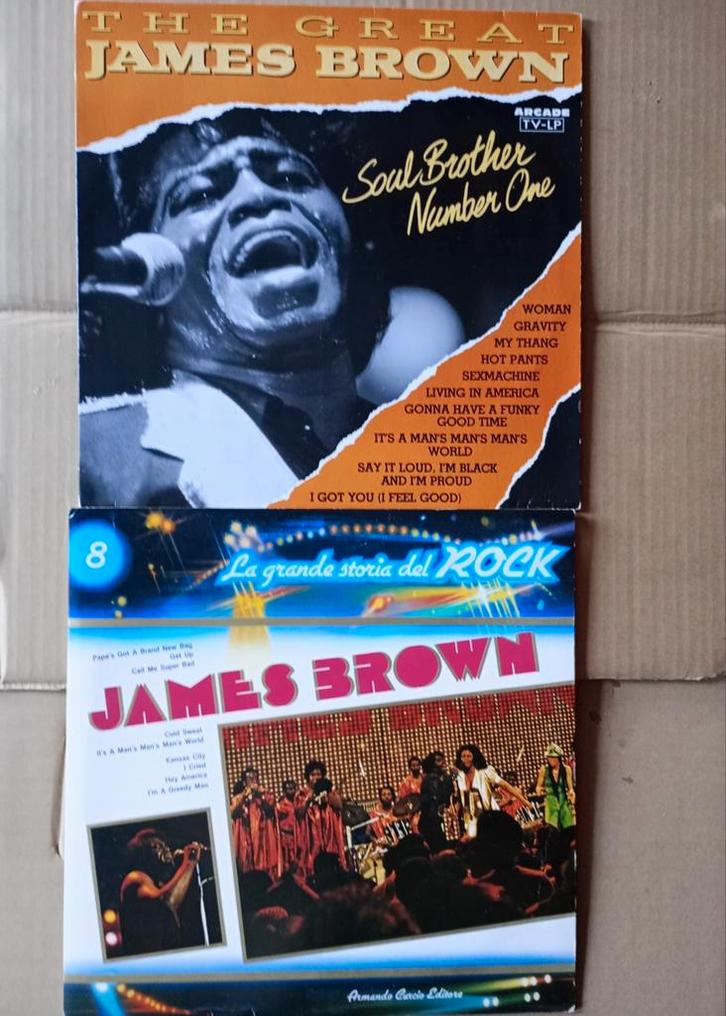 THE GREAT
JAMES BROWN
ARCADE
TV-LP
Soul Brother
Number One
WOMAN
GRAVITY
MY THANG
HOT PANTS
SEXMACHINE
LIVING IN AMERICA
GONNA HAVE A FUNKY
GOOD TIME
IT'S A MAN'S MAN'S MAN'S
WORLD
SAY IT LOUD, I'M BLACK
AND I'M PROUD
I GOT YOU (I FEEL GOOD)
8
La grande storia del ROCK
Papa's Got A Brand New Bag
Get Up
Call Me Super Bad
JAMES BROWN
Cold Sweat
It's A Man's Man's Man's World
Kansas City
I Cried
Hey America
I'm A Greedy Man
JAMES BROWN
Armando Curcio Editore